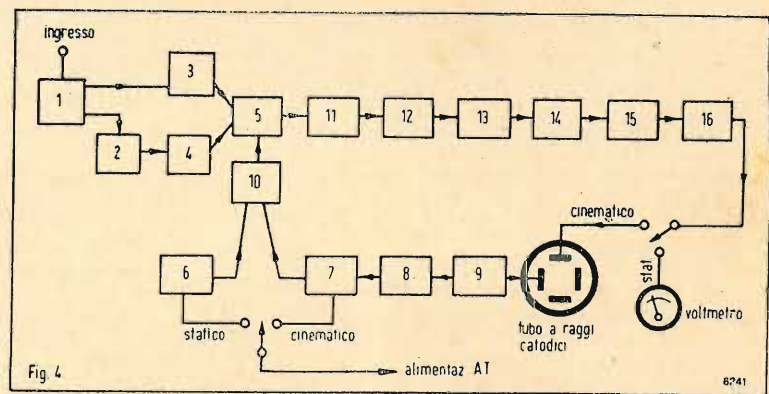 ingresso
1
3
2
4
5
11
12
13
14
15
16
10
cinematico
6
7
8
9
stat.
voltmetro
statico
cinematico
tubo a raggi
catodici
alimentaz AT
Fig. 4
6241